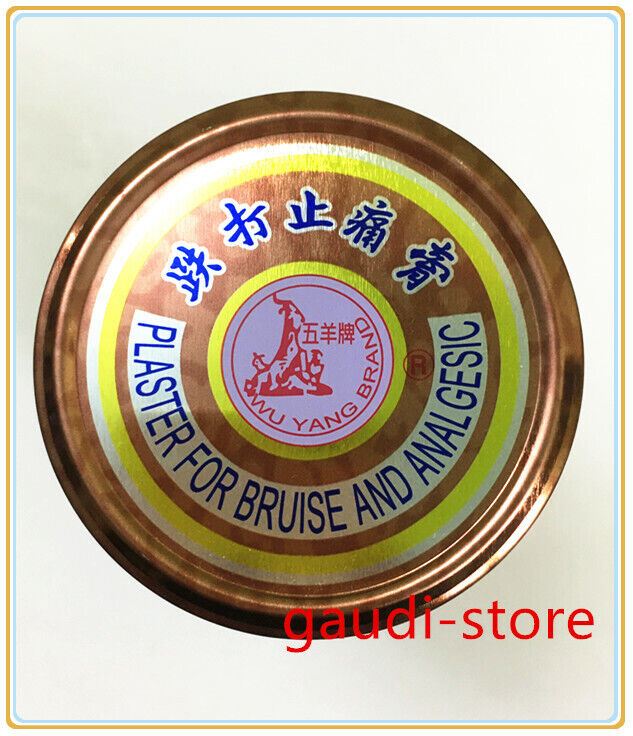 跌打止痛膏
五羊牌
WU YANG BRAND
®
PLASTER FOR BRUISE AND ANALGESIC
gaudi-store